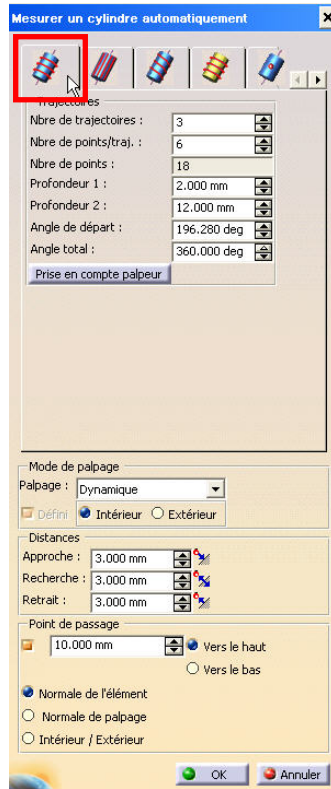 Mesurer un cylindre automatiquement
Trajectoires
Nbre de trajectoires : 3
Nbre de points/traj. : 6
Nbre de points : 18
Profondeur 1 : 2.000 mm
Profondeur 2 : 12.000 mm
Angle de départ : 196.280 deg
Angle total : 360.000 deg
Prise en compte palpeur
Mode de palpage
Palpage : Dynamique
Défini Intérieur Extérieur
Distances
Approche : 3.000 mm
Recherche : 3.000 mm
Retrait : 3.000 mm
Point de passage
10.000 mm Vers le haut
Vers le bas
Normale de l'élément
Normale de palpage
Intérieur / Extérieur
OK Annuler